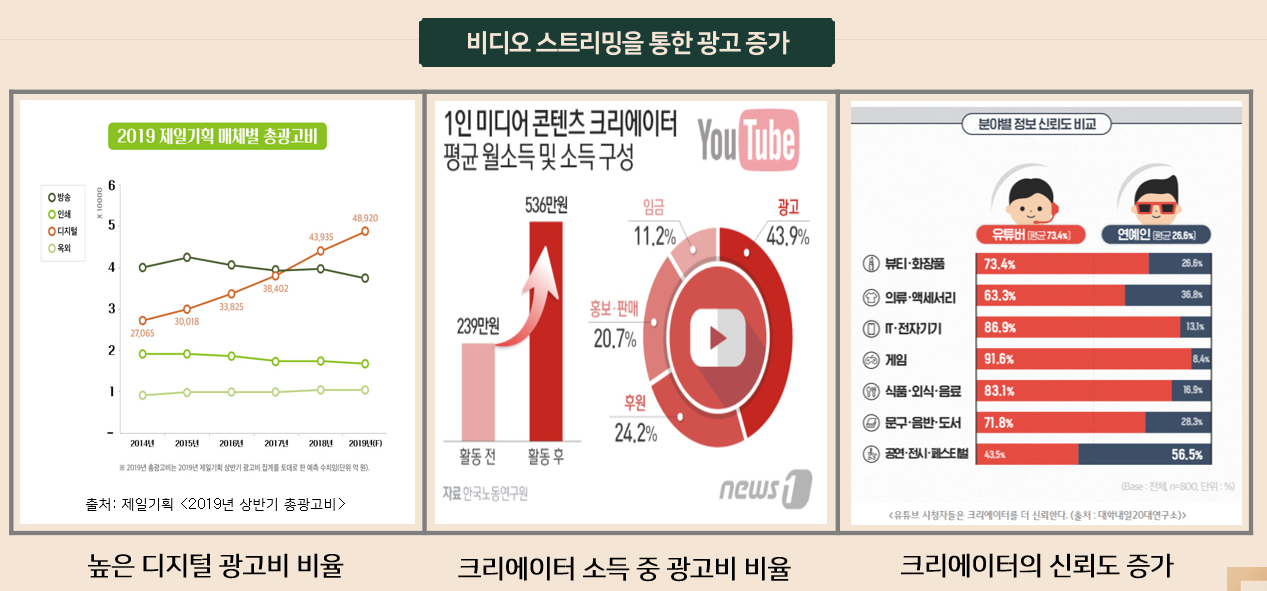 비디오 스트리밍을 통한 광고 증가
2019 제일기획 매체별 총광고비
방송
인쇄
디지털
옥외
X 10000
6
5
4
3
2
1
–
48,920
43,935
38,402
33,825
30,018
27,065
2014년 2015년 2016년 2017년 2018년 2019년(F)
※ 2019년 총광고비는 2019년 제일기획 상반기 광고비 집계를 토대로 한 예측 수치임(단위 억 원).
출처: 제일기획 <2019년 상반기 총광고비>
높은 디지털 광고비 비율
1인 미디어 콘텐츠 크리에이터
평균 월소득 및 소득 구성
YouTube
536만원
239만원
활동 전 활동 후
임금
11.2%
광고
43.9%
홍보·판매
20.7%
후원
24.2%
자료 한국노동연구원
news1
크리에이터 소득 중 광고비 비율
분야별 정보 신뢰도 비교
유튜버 (평균 73.4%) 연예인 (평균 26.6%)
뷰티·화장품 73.4% 26.6%
의류·액세서리 63.3% 36.8%
IT·전자기기 86.9% 13.1%
게임 91.6% 8.4%
식품·외식·음료 83.1% 16.9%
문구·음반·도서 71.8% 28.3%
공연·전시·페스티벌 43.5% 56.5%
(Base : 전체, n=800, 단위 : %)
<유튜브 시청자들은 크리에이터를 더 신뢰한다. (출처 : 대학내일20대연구소)>
크리에이터의 신뢰도 증가